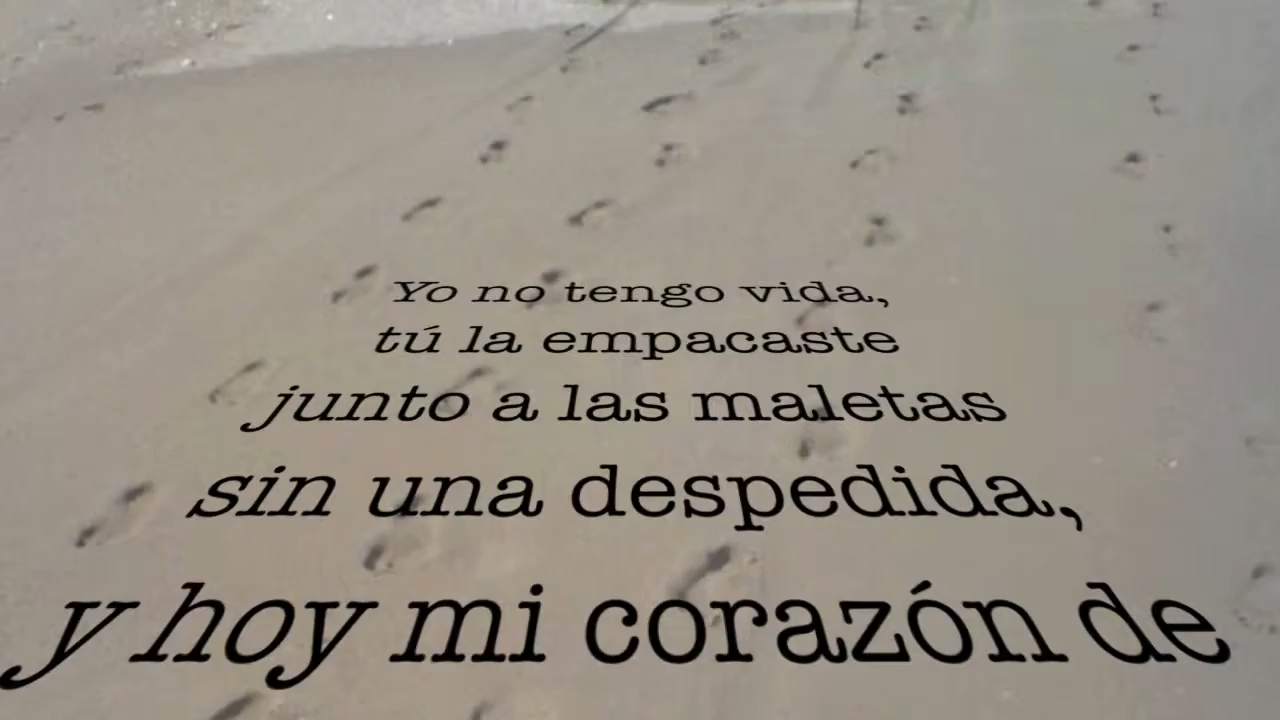 Yo no tengo vida,
tú la empacaste
junto a las maletas
sin una despedida,
y hoy mi corazón de